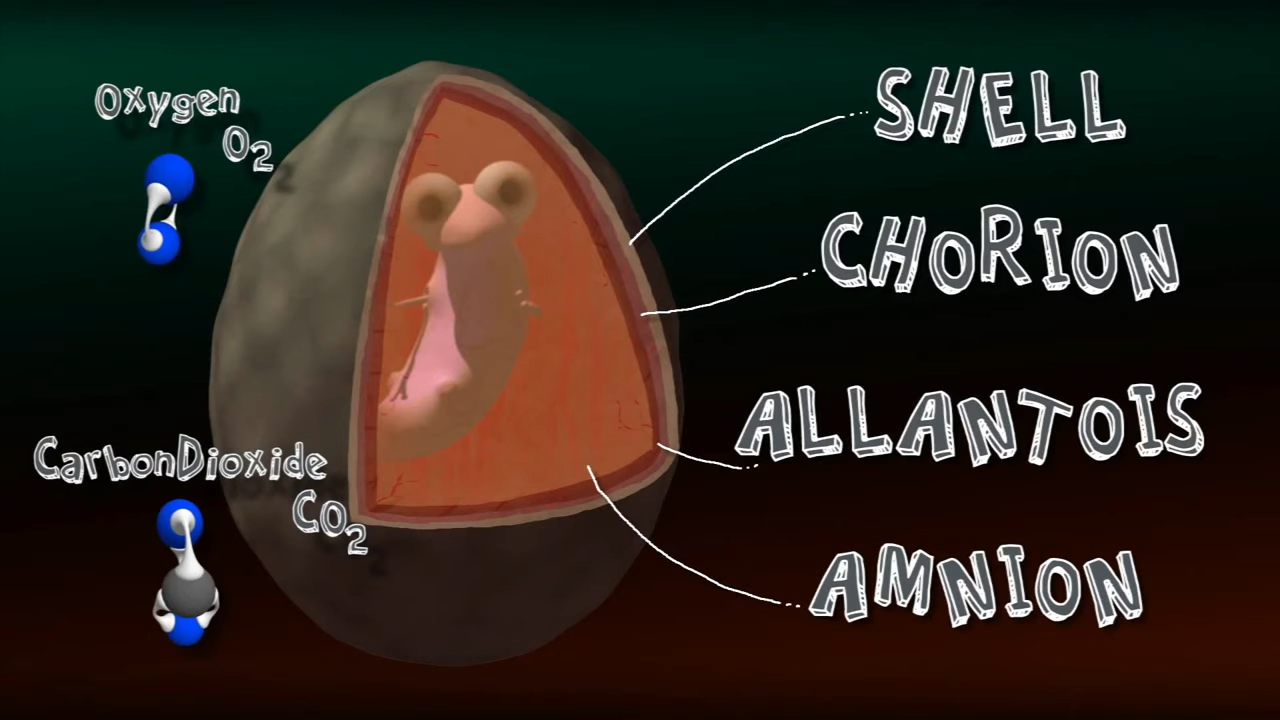 Oxygen
O₂
CarbonDioxide
CO₂
SHELL
CHORION
ALLANTOIS
AMNION